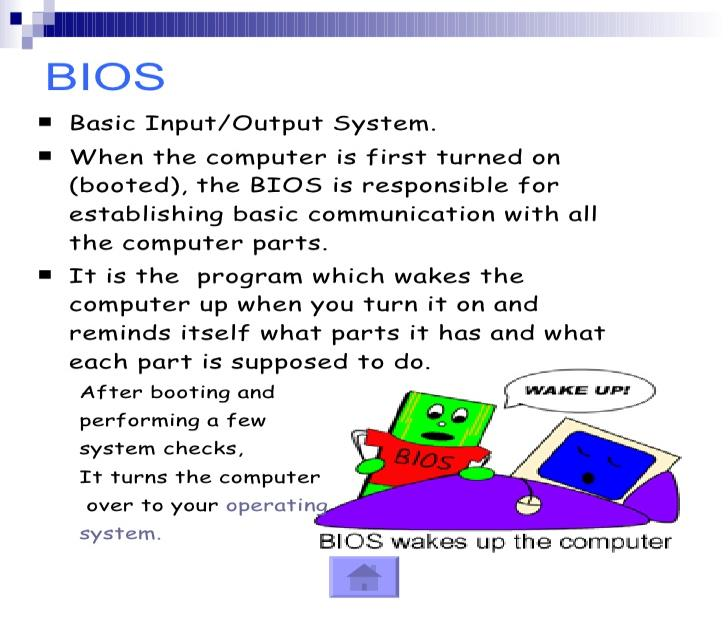 BIOS
Basic Input/Output System.
When the computer is first turned on
(booted), the BIOS is responsible for
establishing basic communication with all
the computer parts.
It is the program which wakes the
computer up when you turn it on and
reminds itself what parts it has and what
each part is supposed to do.
After booting and
performing a few
system checks,
It turns the computer
over to your operating
system.
WAKE UP!
BIOS
BIOS wakes up the computer